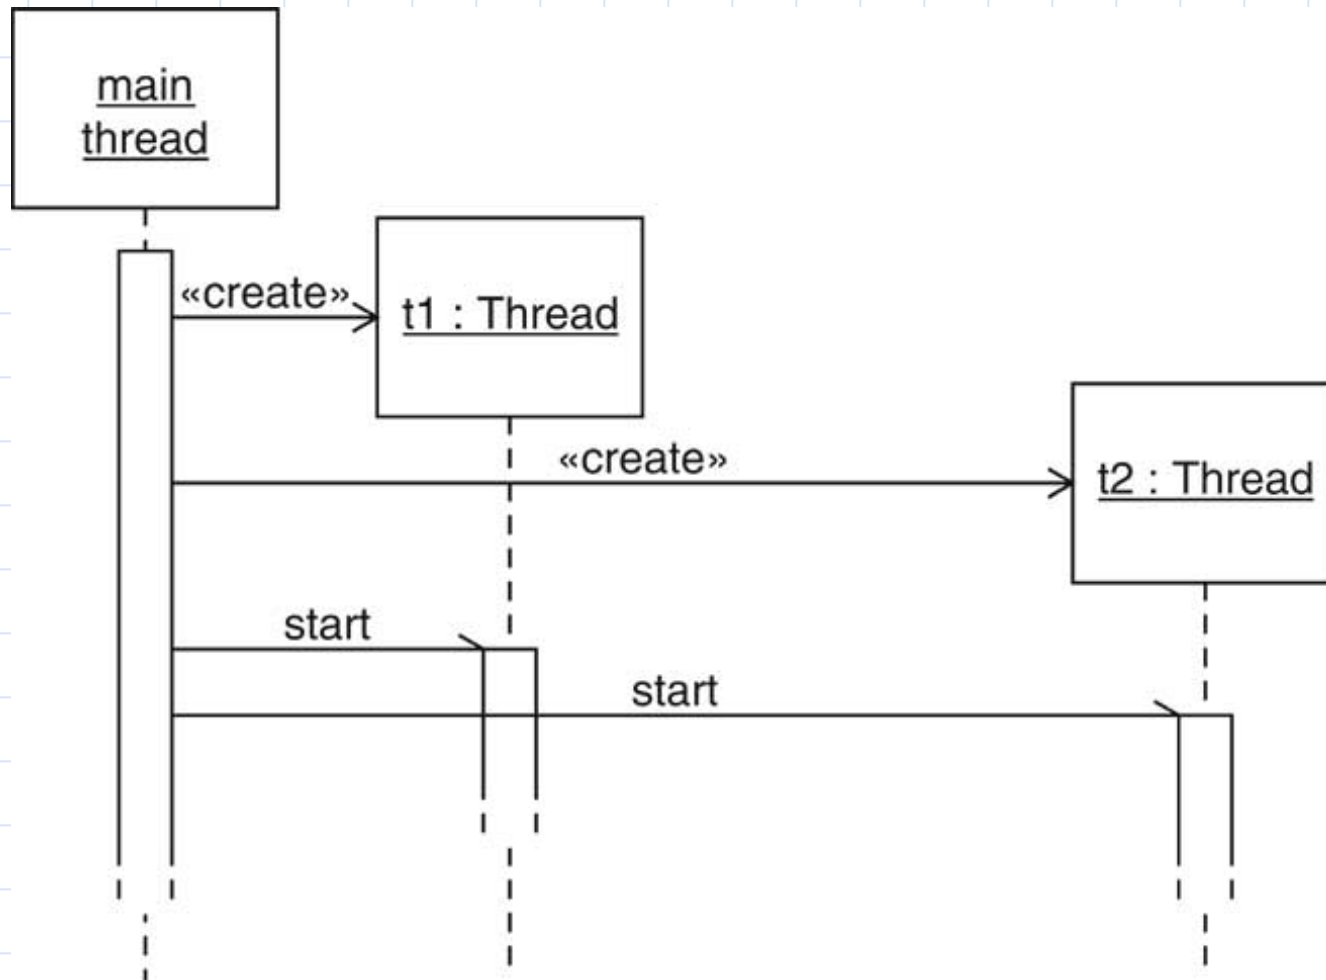 main
thread
«create»
t1 : Thread
«create»
t2 : Thread
start
start